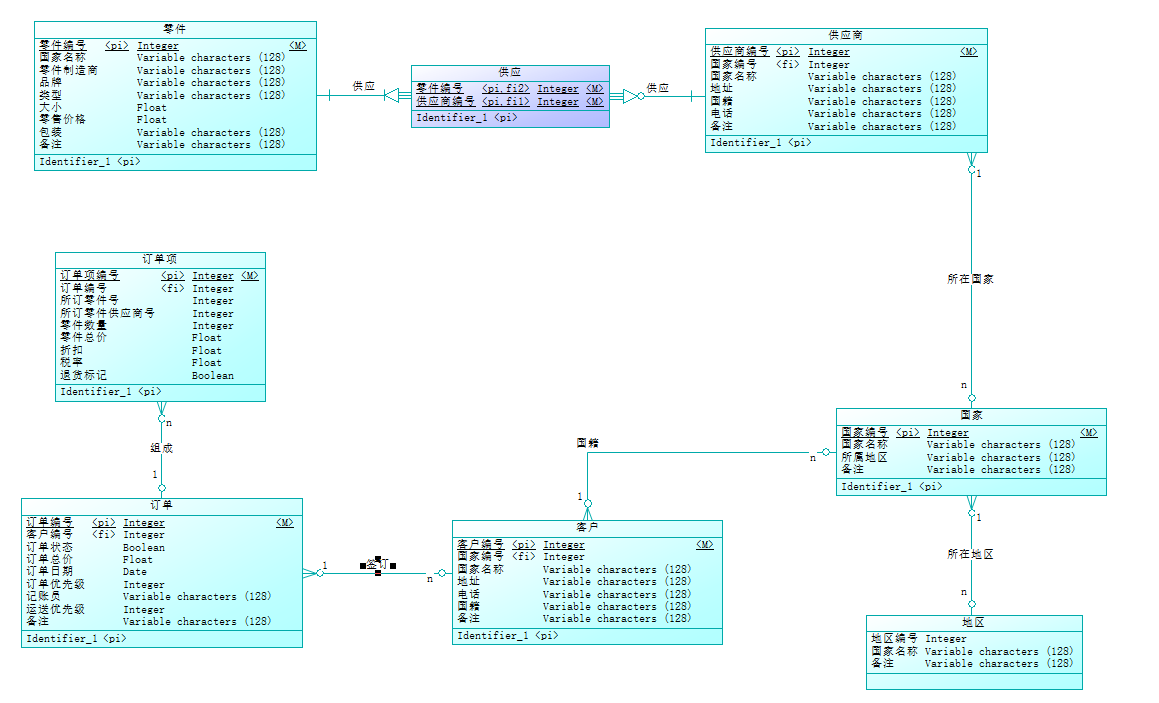 零件
零件编号 <pi> Integer <M>
国家名称 Variable characters (128)
零件制造商 Variable characters (128)
品牌 Variable characters (128)
类型 Variable characters (128)
大小 Float
零售价格 Float
包装 Variable characters (128)
备注 Variable characters (128)
Identifier_1 <pi>
供应
供应
零件编号 <pi,fi2> Integer <M>
供应商编号 <pi,fi1> Integer <M>
Identifier_1 <pi>
供应
供应商
供应商编号 <pi> Integer <M>
国家编号 <fi> Integer
国家名称 Variable characters (128)
地址 Variable characters (128)
国籍 Variable characters (128)
电话 Variable characters (128)
备注 Variable characters (128)
Identifier_1 <pi>
1
所在国家
n
订单项
订单项编号 <pi> Integer <M>
订单编号 <fi> Integer
所订零件号 Integer
所订零件供应商号 Integer
零件数量 Integer
零件总价 Float
折扣 Float
税率 Float
退货标记 Boolean
Identifier_1 <pi>
n
组成
1
国家
国家编号 <pi> Integer <M>
国家名称 Variable characters (128)
所属地区 Variable characters (128)
备注 Variable characters (128)
Identifier_1 <pi>
国籍
n
1
订单
订单编号 <pi> Integer <M>
客户编号 <fi> Integer
订单状态 Boolean
订单总价 Float
订单日期 Date
订单优先级 Integer
记账员 Variable characters (128)
运送优先级 Integer
备注 Variable characters (128)
Identifier_1 <pi>
1
签订
n
客户
客户编号 <pi> Integer <M>
国家编号 <fi> Integer
国家名称 Variable characters (128)
地址 Variable characters (128)
电话 Variable characters (128)
国籍 Variable characters (128)
备注 Variable characters (128)
Identifier_1 <pi>
1
所在地区
n
地区
地区编号 Integer
国家名称 Variable characters (128)
备注 Variable characters (128)